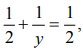 1/2 + 1/y = 1/2,